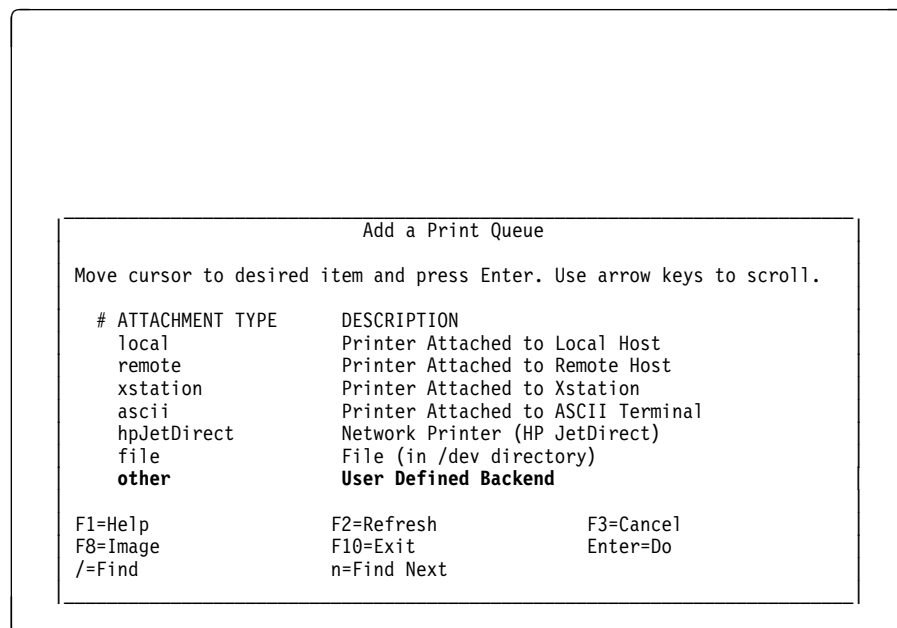 Add a Print Queue
Move cursor to desired item and press Enter. Use arrow keys to scroll.
# ATTACHMENT TYPE DESCRIPTION
local Printer Attached to Local Host
remote Printer Attached to Remote Host
xstation Printer Attached to Xstation
ascii Printer Attached to ASCII Terminal
hpJetDirect Network Printer (HP JetDirect)
file File (in /dev directory)
other User Defined Backend
F1=Help F2=Refresh F3=Cancel
F8=Image F10=Exit Enter=Do
/=Find n=Find Next